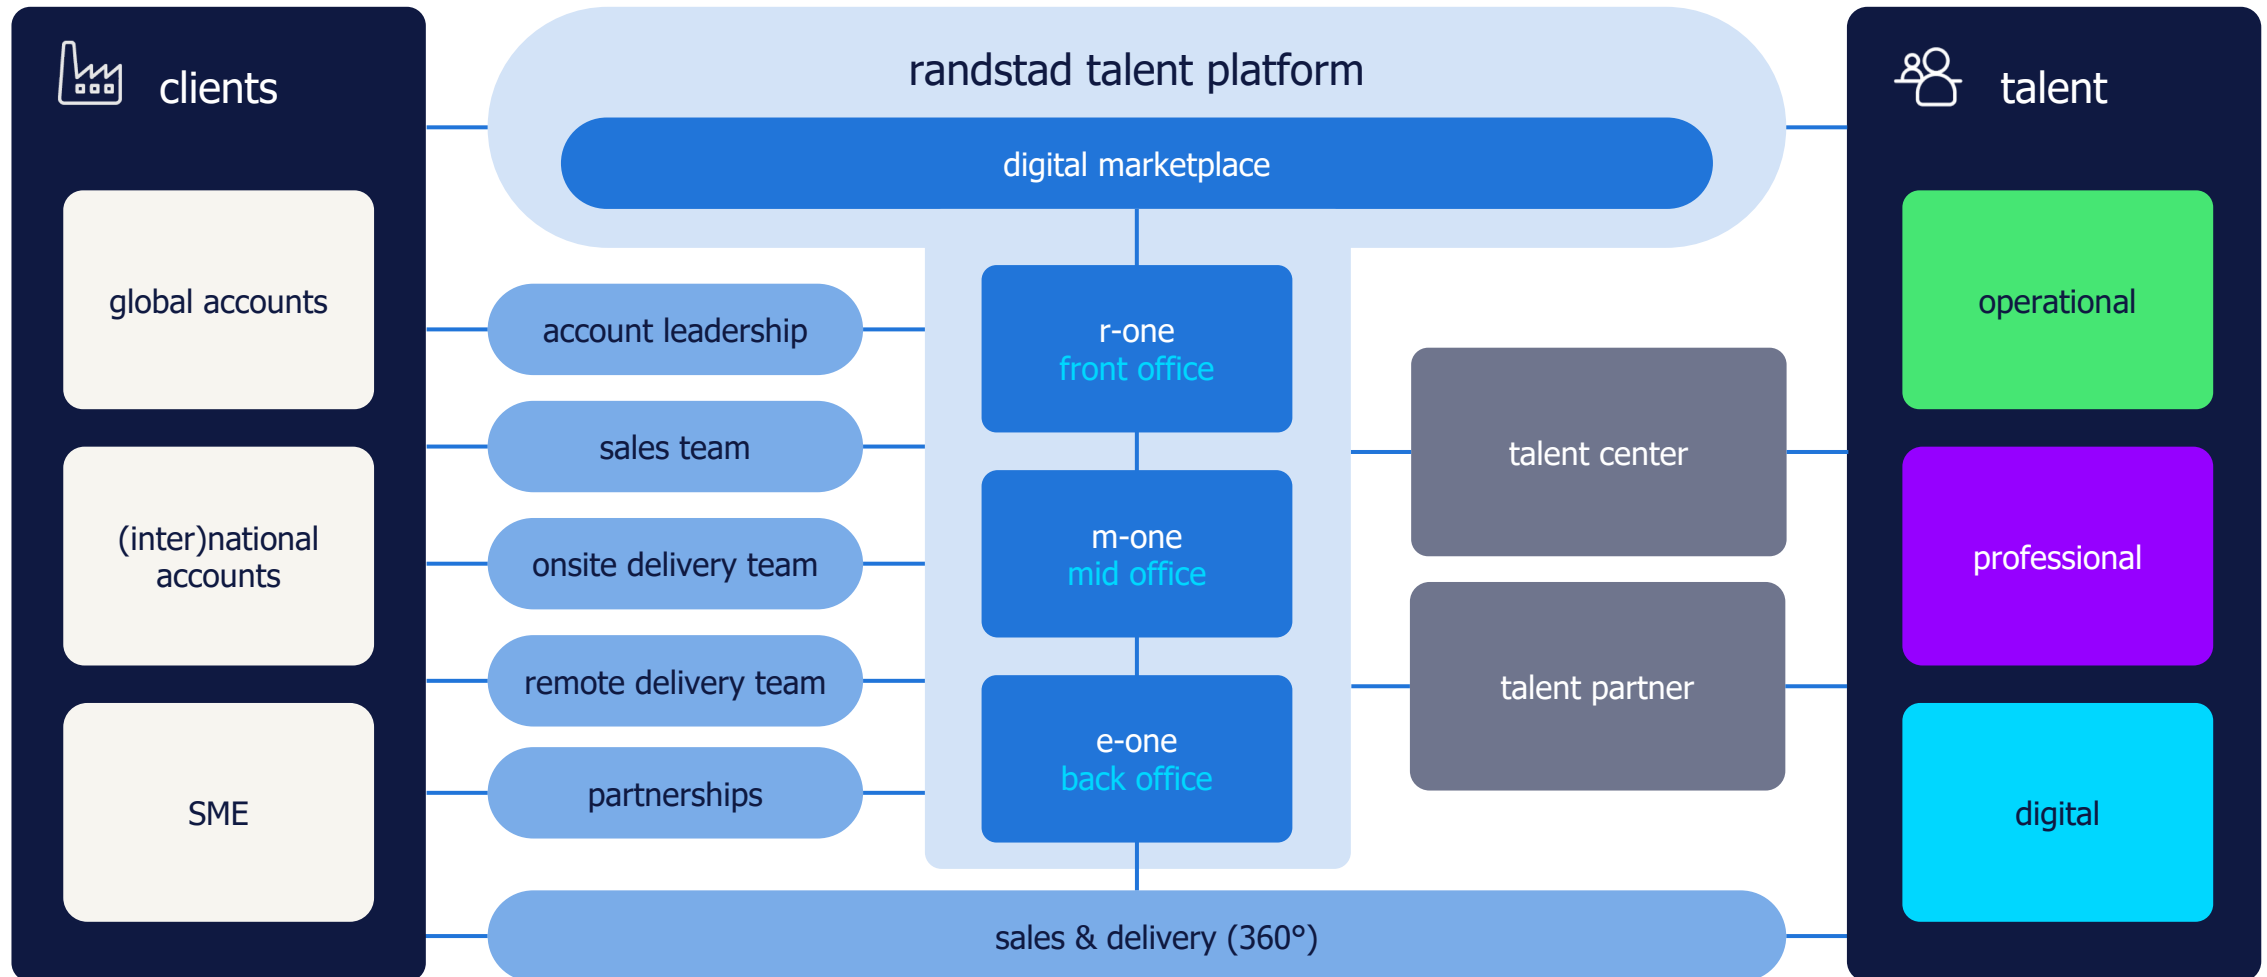 clients
global accounts
(inter)national
accounts
SME
randstad talent platform
digital marketplace
account leadership
sales team
onsite delivery team
remote delivery team
partnerships
r-one
front office
m-one
mid office
e-one
back office
sales & delivery (360°)
talent center
talent partner
talent
operational
professional
digital